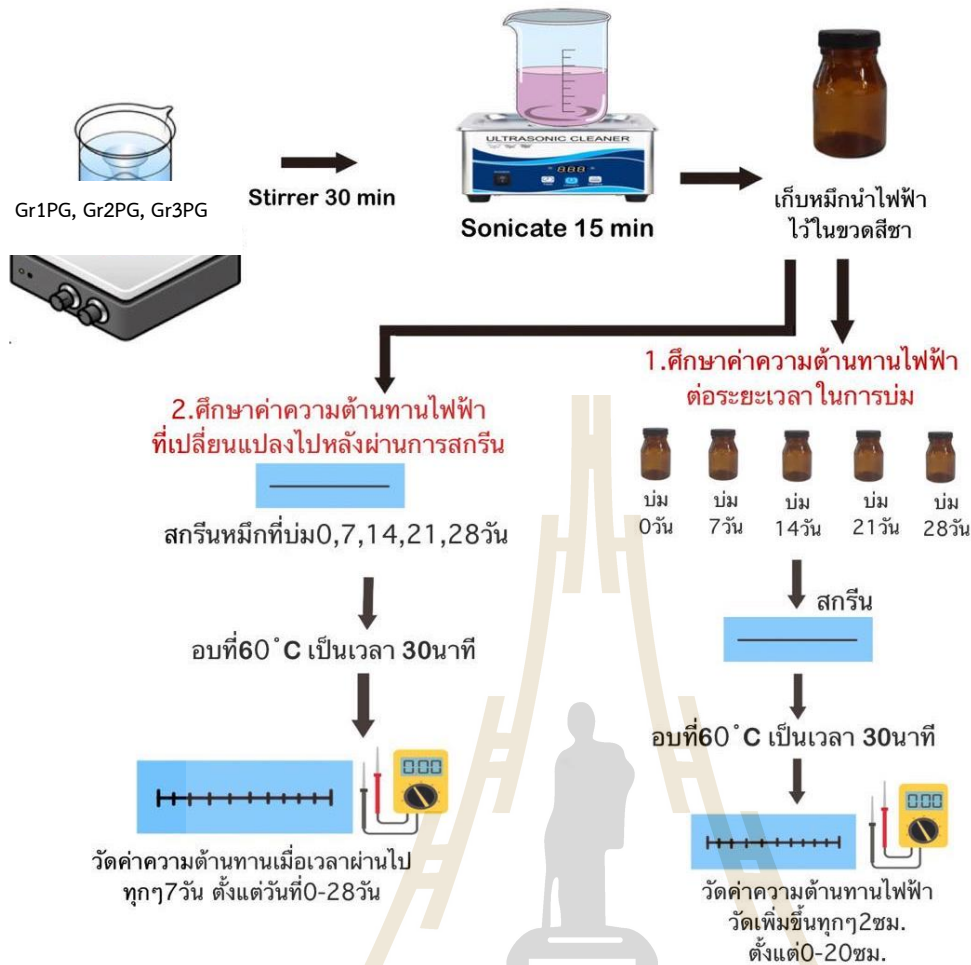 Gr1PG, Gr2PG, Gr3PG
Stirrer 30 min
ULTRASONIC CLEANER
Sonicate 15 min
เก็บหมึกนำไฟฟ้า
ไว้ในขวดสีชา
1.ศึกษาค่าความต้านทานไฟฟ้า
ต่อระยะเวลาในการบ่ม
บ่ม
0วัน
บ่ม
7วัน
บ่ม
14วัน
บ่ม
21วัน
บ่ม
28วัน
สกรีน
อบที่60˚C เป็นเวลา 30นาที
000
วัดค่าความต้านทานไฟฟ้า
วัดเพิ่มขึ้นทุกๆ2ซม.
ตั้งแต่0-20ซม.
2.ศึกษาค่าความต้านทานไฟฟ้า
ที่เปลี่ยนแปลงไปหลังผ่านการสกรีน
สกรีนหมึกที่บ่ม0,7,14,21,28วัน
อบที่60˚C เป็นเวลา 30นาที
000
วัดค่าความต้านทานเมื่อเวลาผ่านไป
ทุกๆ7วัน ตั้งแต่วันที่0-28วัน